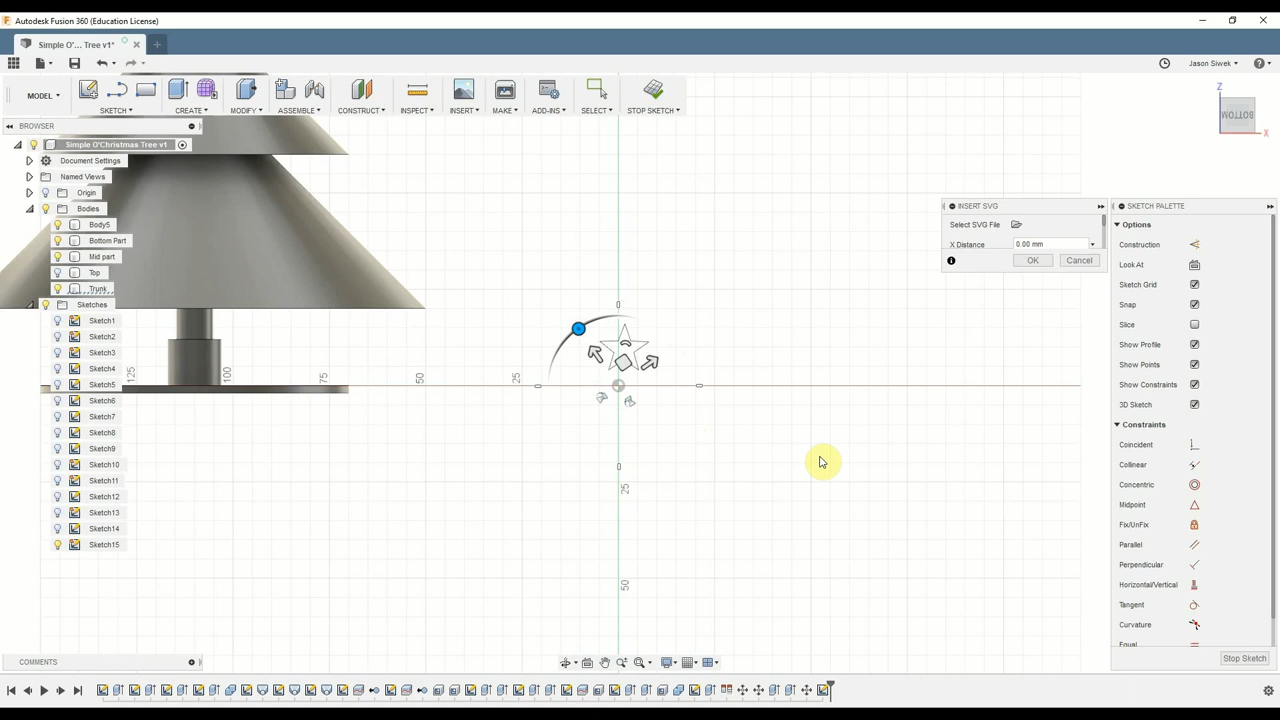 Autodesk Fusion 360 (Education License)
Simple O'... Tree v1*
Jason Siwek
MODEL
SKETCH
CREATE
MODIFY
ASSEMBLE
CONSTRUCT
INSPECT
INSERT
MAKE
ADD-INS
SELECT
STOP SKETCH
BROWSER
Simple O'Christmas Tree v1
Document Settings
Named Views
Origin
Bodies
Body5
Bottom Part
Mid part
Top
Trunk
Sketches
Sketch1
Sketch2
Sketch3
Sketch4
Sketch5
Sketch6
Sketch7
Sketch8
Sketch9
Sketch10
Sketch11
Sketch12
Sketch13
Sketch14
Sketch15
125
100
75
50
25
25
50
Z
BOTTOM
X
INSERT SVG
Select SVG File
X Distance
0.00 mm
OK
Cancel
SKETCH PALETTE
Options
Construction
Look At
Sketch Grid
Snap
Slice
Show Profile
Show Points
Show Constraints
3D Sketch
Constraints
Coincident
Collinear
Concentric
Midpoint
Fix/UnFix
Parallel
Perpendicular
Horizontal/Vertical
Tangent
Curvature
Equal
Stop Sketch
COMMENTS